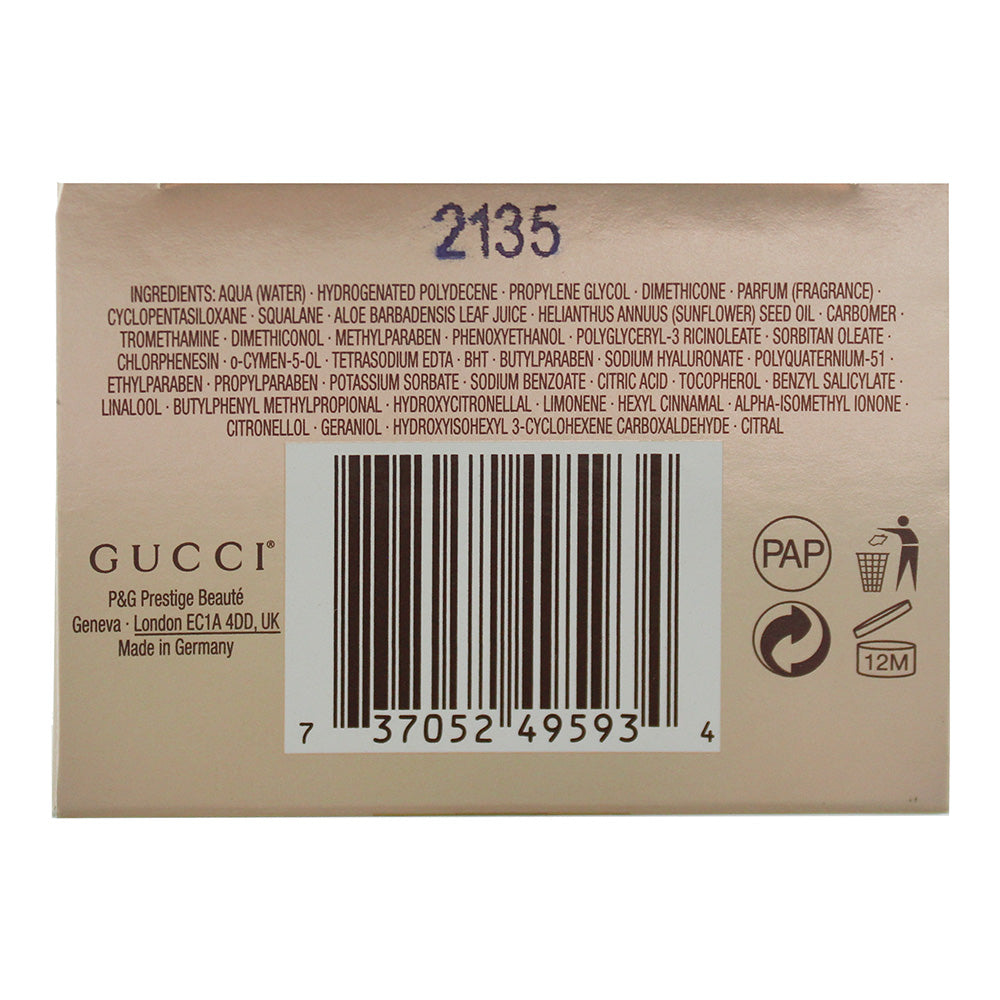 2135
INGREDIENTS: AQUA (WATER) · HYDROGENATED POLYDECENE · PROPYLENE GLYCOL · DIMETHICONE · PARFUM (FRAGRANCE) ·
CYCLOPENTASILOXANE · SQUALANE · ALOE BARBADENSIS LEAF JUICE · HELIANTHUS ANNUUS (SUNFLOWER) SEED OIL · CARBOMER ·
TROMETHAMINE · DIMETHICONOL · METHYLPARABEN · PHENOXYETHANOL · POLYGLYCERYL-3 RICINOLEATE · SORBITAN OLEATE ·
CHLORPHENESIN · o-CYMEN-5-OL · TETRASODIUM EDTA · BHT · BUTYLPARABEN · SODIUM HYALURONATE · POLYQUATERNIUM-51 ·
ETHYLPARABEN · PROPYLPARABEN · POTASSIUM SORBATE · SODIUM BENZOATE · CITRIC ACID · TOCOPHEROL · BENZYL SALICYLATE ·
LINALOOL · BUTYLPHENYL METHYLPROPIONAL · HYDROXYCITRONELLAL · LIMONENE · HEXYL CINNAMAL · ALPHA-ISOMETHYL IONONE ·
CITRONELLOL · GERANIOL · HYDROXYISOHEXYL 3-CYCLOHEXENE CARBOXALDEHYDE · CITRAL
GUCCI®
P&G Prestige Beauté
Geneva · London EC1A 4DD, UK
Made in Germany
7 37052 49593 4
PAP
12M